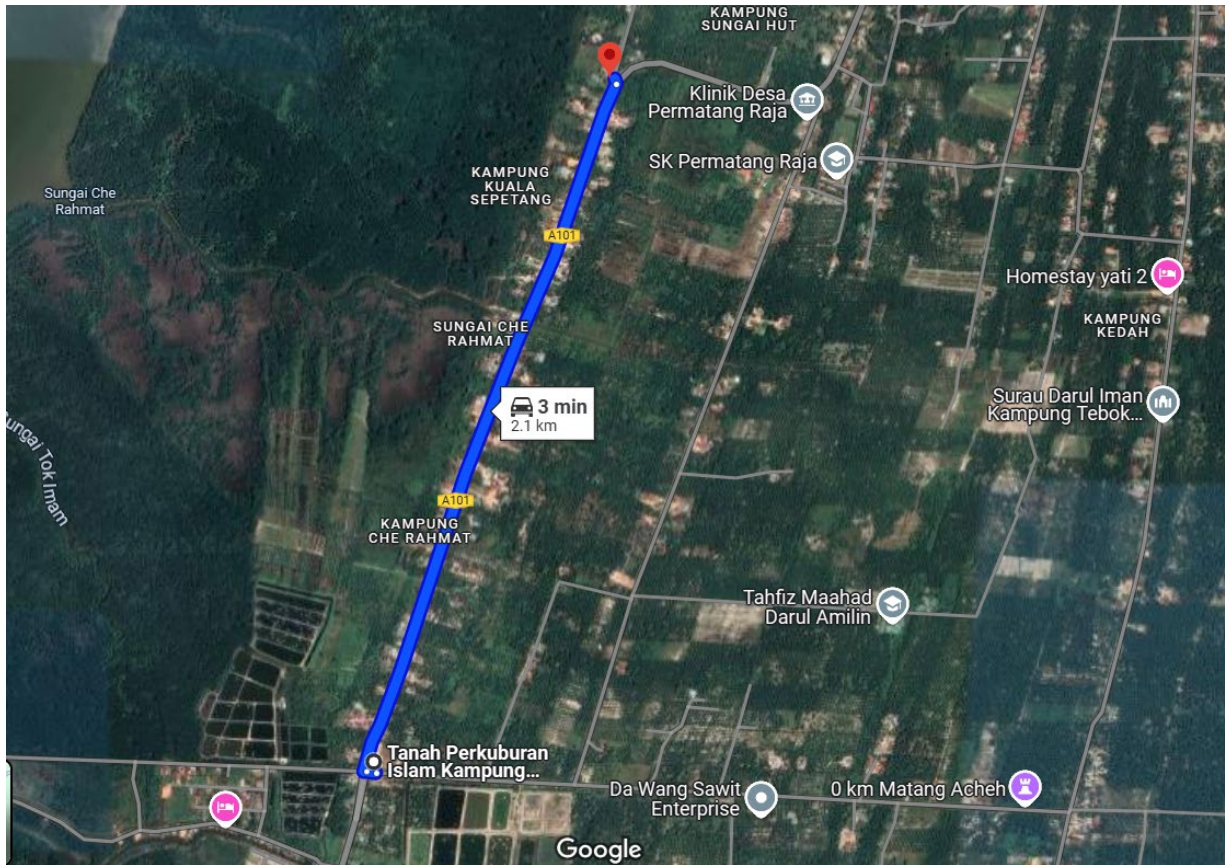 KAMPUNG
SUNGAI HUT
Klinik Desa
Permatang Raja
SK Permatang Raja
KAMPUNG
KUALA
SEPETANG
Sungai Che
Rahmat
A101
Homestay yati 2
KAMPUNG
KEDAH
SUNGAI CHE
RAHMAT
3 min
2.1 km
Surau Darul Iman
Kampung Tebok...
Sungai Tok Imam
A101
KAMPUNG
CHE RAHMAT
Tahfiz Maahad
Darul Amilin
Tanah Perkuburan
Islam Kampung...
Da Wang Sawit
Enterprise
0 km Matang Acheh
Google